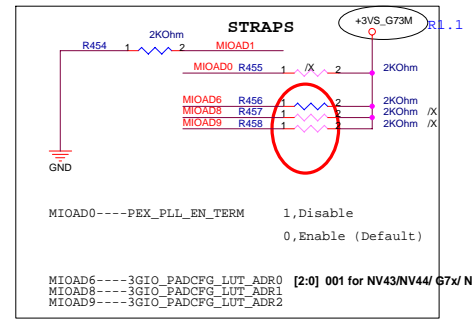 STRAPS
+3VS_G73M
R1.1
2KOhm
R454 1 2 MIOAD1
MIOAD0 R455 1 /X 2 2KOhm
MIOAD6 R456 1 2 2KOhm
MIOAD8 R457 1 2 2KOhm /X
MIOAD9 R458 1 2 2KOhm /X
GND
MIOAD0----PEX_PLL_EN_TERM 1,Disable
0,Enable (Default)
MIOAD6----3GIO_PADCFG_LUT_ADR0 [2:0] 001 for NV43/NV44/ G7x/ N
MIOAD8----3GIO_PADCFG_LUT_ADR1
MIOAD9----3GIO_PADCFG_LUT_ADR2